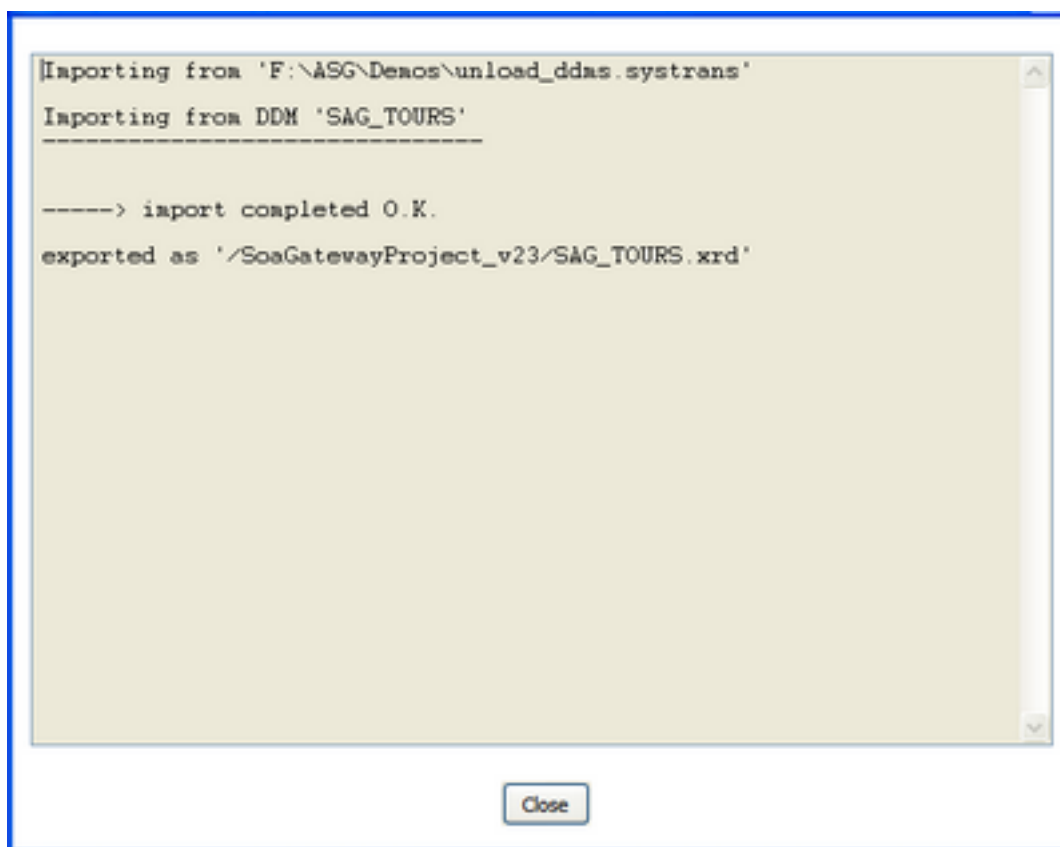 Importing from 'F:\ASG\Demos\unload_ddms.systrans'
Importing from DDM 'SAG_TOURS'
-------------------------------
-----> import completed O.K.
exported as '/SoaGatewayProject_v23/SAG_TOURS.xrd'
Close